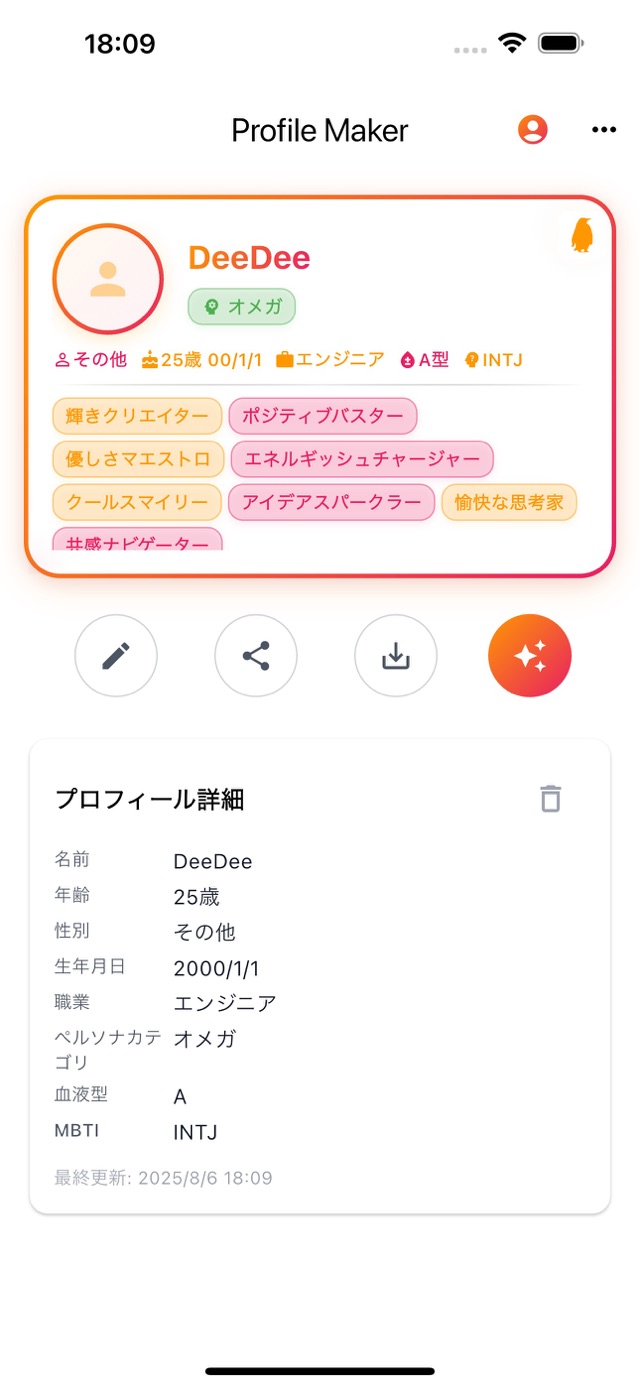 18:09
Profile Maker
DeeDee
オメガ
その他 25歳 00/1/1 エンジニア A型 INTJ
輝きクリエイター ポジティブバスター
優しさマエストロ エネルギッシュチャージャー
クールスマイリー アイデアスパークラー 愉快な思考家
共感ナビゲーター
プロフィール詳細
名前 DeeDee
年齢 25歳
性別 その他
生年月日 2000/1/1
職業 エンジニア
ペルソナカテ オメガ
ゴリ
血液型 A
MBTI INTJ
最終更新: 2025/8/6 18:09